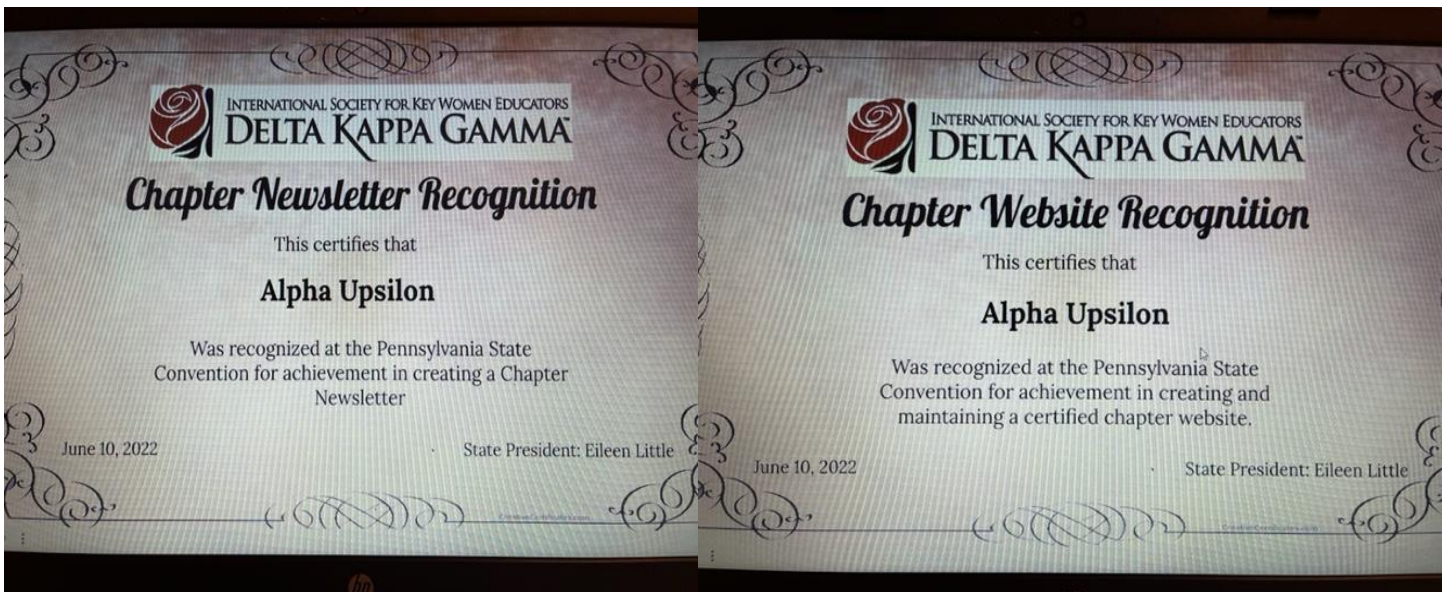 INTERNATIONAL SOCIETY FOR KEY WOMEN EDUCATORS
DELTA KAPPA GAMMA™
Chapter Newsletter Recognition
This certifies that
Alpha Upsilon
Was recognized at the Pennsylvania State
Convention for achievement in creating a Chapter
Newsletter
June 10, 2022
State President: Eileen Little
hp
INTERNATIONAL SOCIETY FOR KEY WOMEN EDUCATORS
DELTA KAPPA GAMMA™
Chapter Website Recognition
This certifies that
Alpha Upsilon
Was recognized at the Pennsylvania State
Convention for achievement in creating and
maintaining a certified chapter website.
June 10, 2022
State President: Eileen Little